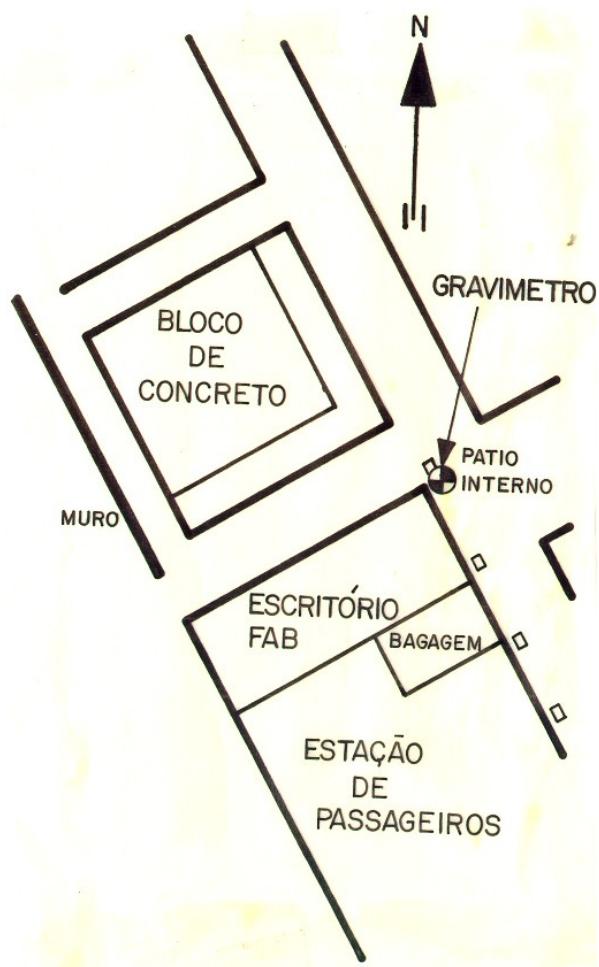 N
GRAVIMETRO
BLOCO
DE
CONCRETO
PATIO
INTERNO
MURO
ESCRITÓRIO
FAB
BAGAGEM
ESTAÇÃO
DE
PASSAGEIROS